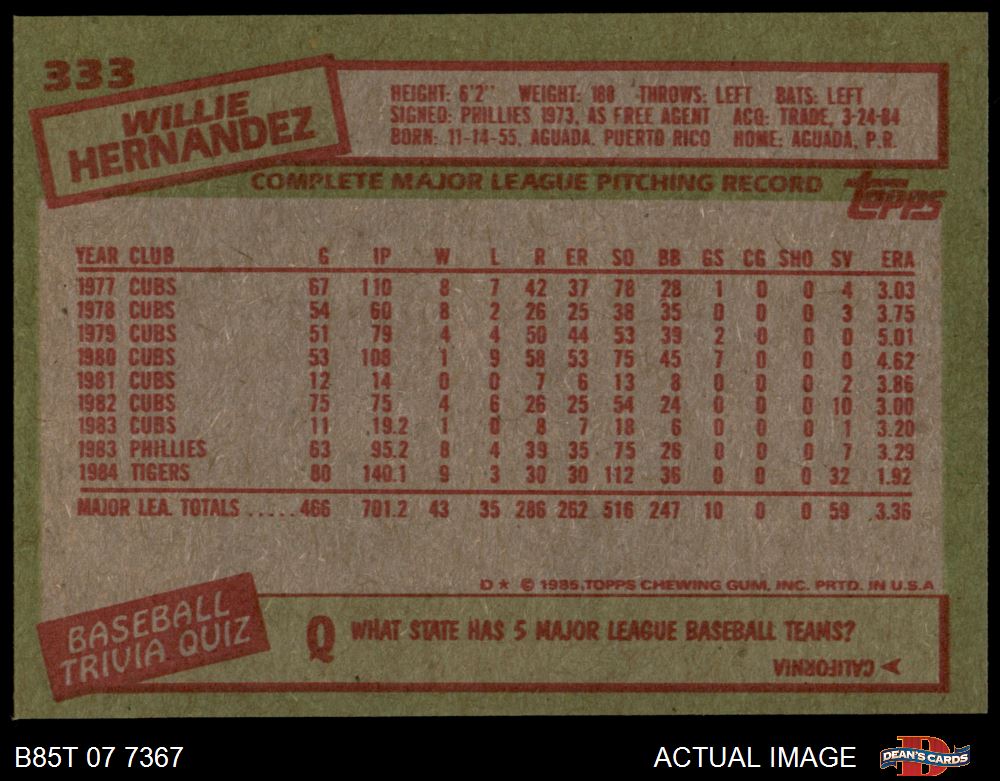 333
WILLIE
HERNANDEZ
HEIGHT: 6'2" WEIGHT: 180 THROWS: LEFT BATS: LEFT
SIGNED: PHILLIES 1973, AS FREE AGENT ACQ: TRADE, 3-24-84
BORN: 11-14-55, AGUADA, PUERTO RICO HOME: AGUADA, P.R.
COMPLETE MAJOR LEAGUE PITCHING RECORD
topps
YEAR CLUB G IP W L R ER SO BB GS CG SHO SV ERA
1977 CUBS 67 110 8 7 42 37 78 28 1 0 0 4 3.03
1978 CUBS 54 60 8 2 26 25 38 35 0 0 0 3 3.75
1979 CUBS 51 79 4 4 50 44 53 39 2 0 0 0 5.01
1980 CUBS 53 108 1 9 58 53 75 45 7 0 0 0 4.62
1981 CUBS 12 14 0 0 7 6 13 8 0 0 0 2 3.86
1982 CUBS 75 75 4 6 26 25 54 24 0 0 0 10 3.00
1983 CUBS 11 19.2 1 0 8 7 18 6 0 0 0 1 3.20
1983 PHILLIES 63 95.2 8 4 39 35 75 26 0 0 0 7 3.29
1984 TIGERS 80 140.1 9 3 30 30 112 36 0 0 0 32 1.92
MAJOR LEA. TOTALS ..... 466 701.2 43 35 286 262 516 247 10 0 0 59 3.36
D★ © 1985 TOPPS CHEWING GUM, INC. PRTD. IN U.S.A
BASEBALL
TRIVIA QUIZ
Q WHAT STATE HAS 5 MAJOR LEAGUE BASEBALL TEAMS?
CALIFORNIA
B85T 07 7367
ACTUAL IMAGE
DEAN'S CARDS